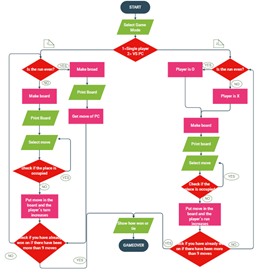 START
Select Game
Mode
1=Single player
2= VS PC
Is the run even?
NO
Make broad
Print Board
Get move of PC
YES
Make board
Print Board
Select move
Check if the place is
occupied
YES
NO
Put move in the
board and the
player's turn
increases
Check if you have already
won or if there have been
more than 9 moves
NO
YES
Player is O
YES
Is the run even?
NO
Player is X
Make board
Print board
Select move
Check if the
place is occupied
YES
NO
Put move in the
board and the
player's run
increases
Check if you have already won
or if there have been more
than 9 moves
NO
YES
Show how won or
tie
GAMEOVER